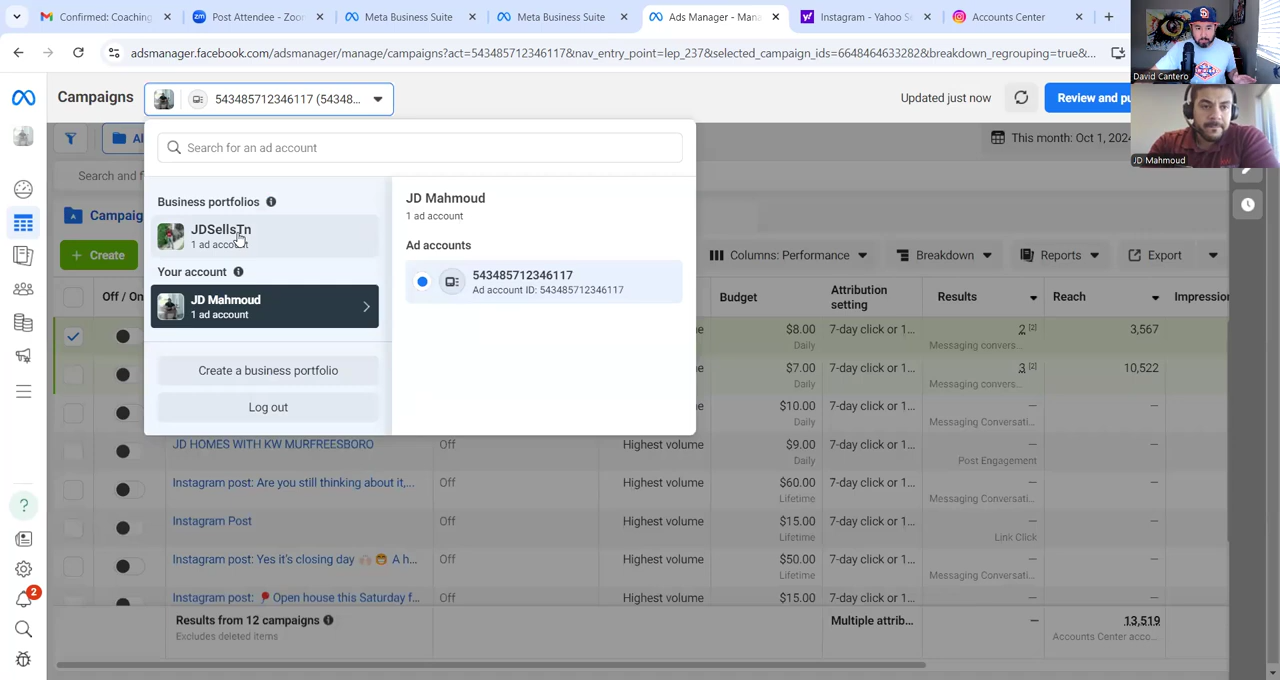 Confirmed: Coaching
Post Attendee - Zoo
Meta Business Suite
Meta Business Suite
Ads Manager - Man
Instagram - Yahoo S
Accounts Center
adsmanager.facebook.com/adsmanager/manage/campaigns?act=543485712346117&nav_entry_point=lep_237&selected_campaign_ids=6648464633282&breakdown_regrouping=true&...
David Cantero
JD Mahmoud
Campaigns
543485712346117 (5434...
Updated just now
Review and pu
Search for an ad account
This month: Oct 1, 2024
Search and f
Business portfolios
JDSellsTn
1 ad account
Your account
JD Mahmoud
1 ad account
Create a business portfolio
Log out
JD Mahmoud
1 ad account
Ad accounts
543485712346117
Ad account ID: 543485712346117
Campaig
+ Create
Columns: Performance
Breakdown
Reports
Export
Off / On
Budget
Attribution setting
Results
Reach
Impression
me
$8.00
Daily
7-day click or 1...
2 [2]
Messaging convers...
3,567
me
$7.00
Daily
7-day click or 1...
3 [2]
Messaging convers...
10,522
me
$10.00
Daily
7-day click or 1...
—
Messaging Conversati...
—
JD HOMES WITH KW MURFREESBORO
Off
Highest volume
$9.00
Daily
7-day click or 1...
—
Post Engagement
—
Instagram post: Are you still thinking about it,...
Off
Highest volume
$60.00
Lifetime
7-day click or 1...
—
Messaging Conversati...
—
Instagram Post
Off
Highest volume
$15.00
Lifetime
7-day click or 1...
—
Link Click
—
Instagram post: Yes it's closing day 🙌🏻 😁 A h...
Off
Highest volume
$50.00
Lifetime
7-day click or 1...
—
Messaging Conversati...
—
Instagram post: 🎈 Open house this Saturday f...
Off
Highest volume
$15.00
7-day click or 1...
—
—
Results from 12 campaigns
Excludes deleted items
Multiple attrib...
—
13,519
Accounts Center acco...
2